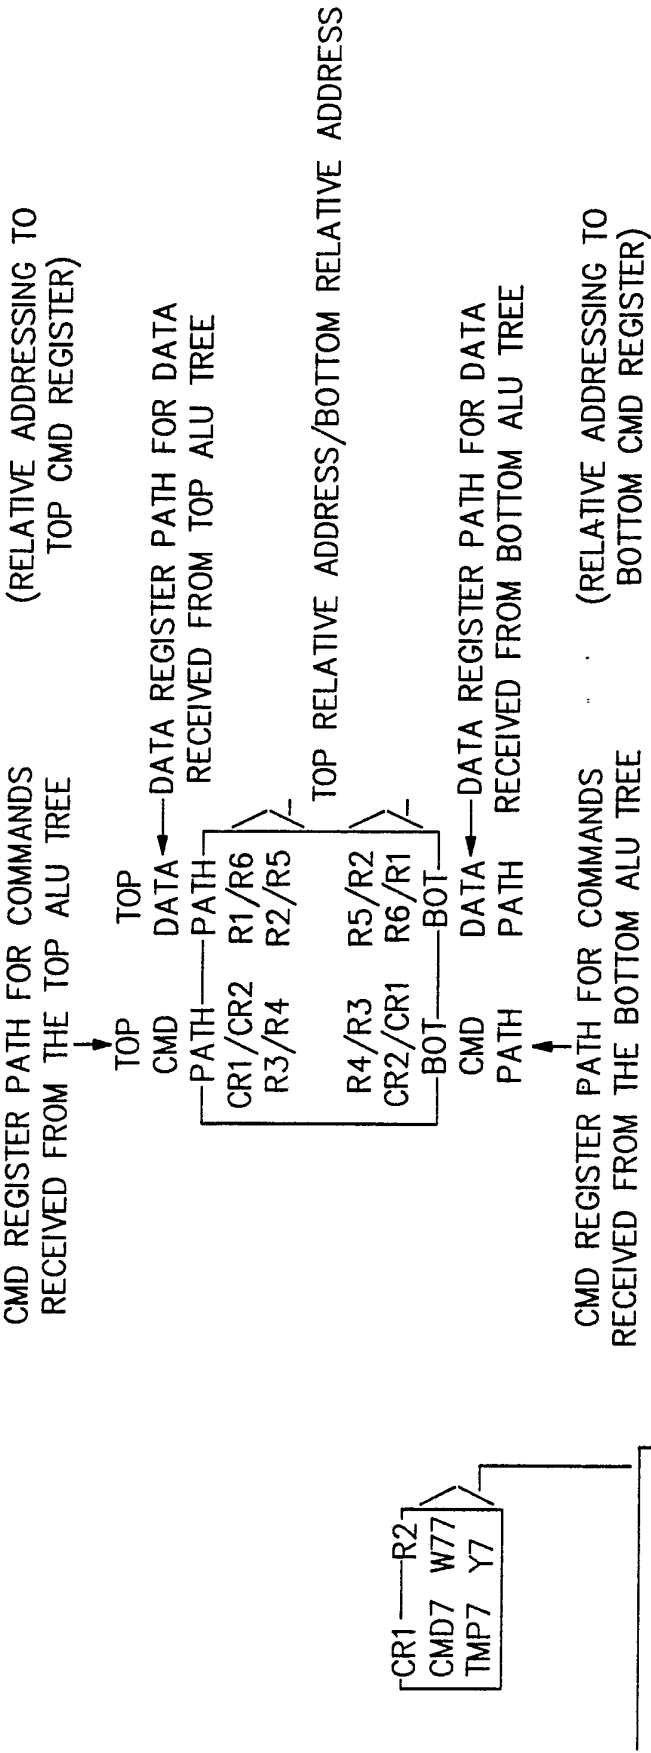 CMD REGISTER PATH FOR COMMANDS
RECEIVED FROM THE TOP ALU TREE
(RELATIVE ADDRESSING TO
TOP CMD REGISTER)
TOP TOP
CMD DATA
PATH PATH
DATA REGISTER PATH FOR DATA
RECEIVED FROM TOP ALU TREE
CR1/CR2 R1/R6
R3/R4 R2/R5
TOP RELATIVE ADDRESS/BOTTOM RELATIVE ADDRESS
R4/R3 R5/R2
CR2/CR1 R6/R1
BOT BOT
CMD DATA
PATH PATH
DATA REGISTER PATH FOR DATA
RECEIVED FROM BOTTOM ALU TREE
CMD REGISTER PATH FOR COMMANDS
RECEIVED FROM THE BOTTOM ALU TREE
(RELATIVE ADDRESSING TO
BOTTOM CMD REGISTER)
CR1 R2
CMD7 W77
TMP7 Y7